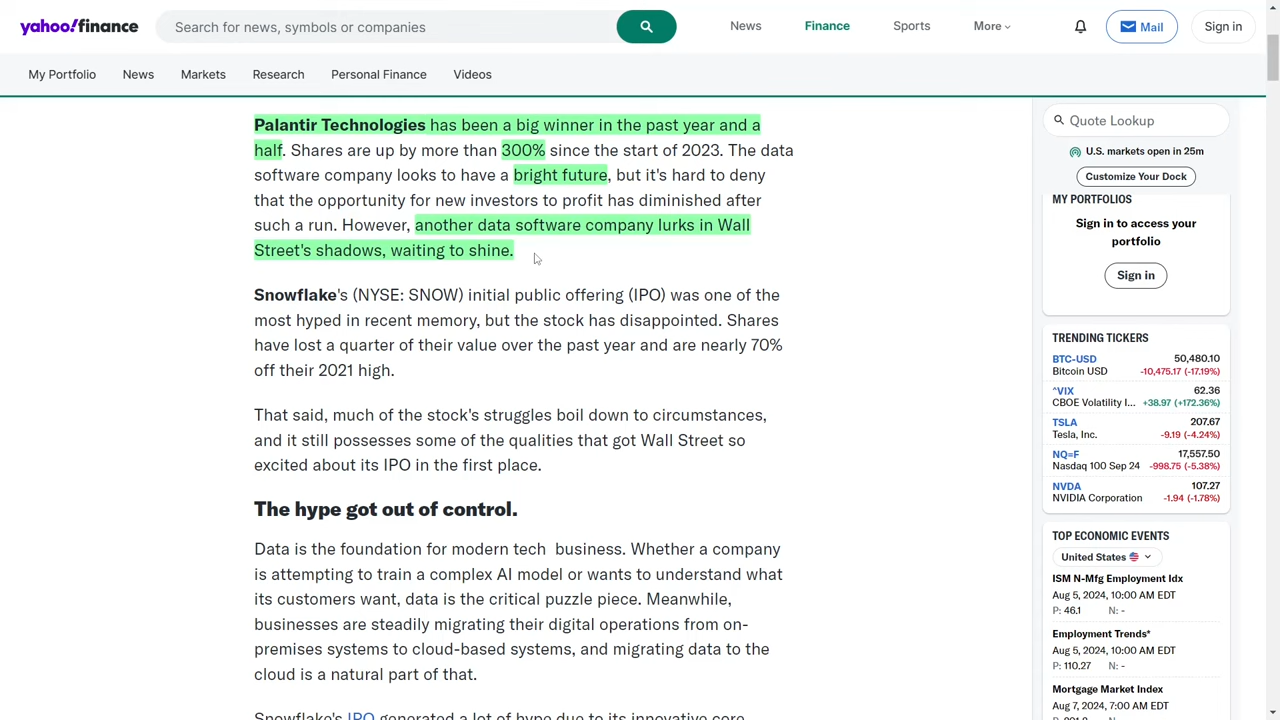 yahoo!finance
Search for news, symbols or companies
News
Finance
Sports
More
Mail
Sign in
My Portfolio
News
Markets
Research
Personal Finance
Videos
Palantir Technologies has been a big winner in the past year and a
half. Shares are up by more than 300% since the start of 2023. The data
software company looks to have a bright future, but it's hard to deny
that the opportunity for new investors to profit has diminished after
such a run. However, another data software company lurks in Wall
Street's shadows, waiting to shine.
Snowflake's (NYSE: SNOW) initial public offering (IPO) was one of the
most hyped in recent memory, but the stock has disappointed. Shares
have lost a quarter of their value over the past year and are nearly 70%
off their 2021 high.
That said, much of the stock's struggles boil down to circumstances,
and it still possesses some of the qualities that got Wall Street so
excited about its IPO in the first place.
The hype got out of control.
Data is the foundation for modern tech business. Whether a company
is attempting to train a complex AI model or wants to understand what
its customers want, data is the critical puzzle piece. Meanwhile,
businesses are steadily migrating their digital operations from on-
premises systems to cloud-based systems, and migrating data to the
cloud is a natural part of that.
Snowflake's IPO generated a lot of hype due to its innovative core
Quote Lookup
U.S. markets open in 25m
Customize Your Dock
MY PORTFOLIOS
Sign in to access your
portfolio
Sign in
TRENDING TICKERS
BTC-USD 50,480.10
Bitcoin USD -10,475.17 (-17.19%)
^VIX 62.36
CBOE Volatility I... +38.97 (+172.36%)
TSLA 207.67
Tesla, Inc. -9.19 (-4.24%)
NQ=F 17,557.50
Nasdaq 100 Sep 24 -998.75 (-5.38%)
NVDA 107.27
NVIDIA Corporation -1.94 (-1.78%)
TOP ECONOMIC EVENTS
United States
ISM N-Mfg Employment Idx
Aug 5, 2024, 10:00 AM EDT
P: 46.1 N: -
Employment Trends*
Aug 5, 2024, 10:00 AM EDT
P: 110.27 N: -
Mortgage Market Index
Aug 7, 2024, 7:00 AM EDT